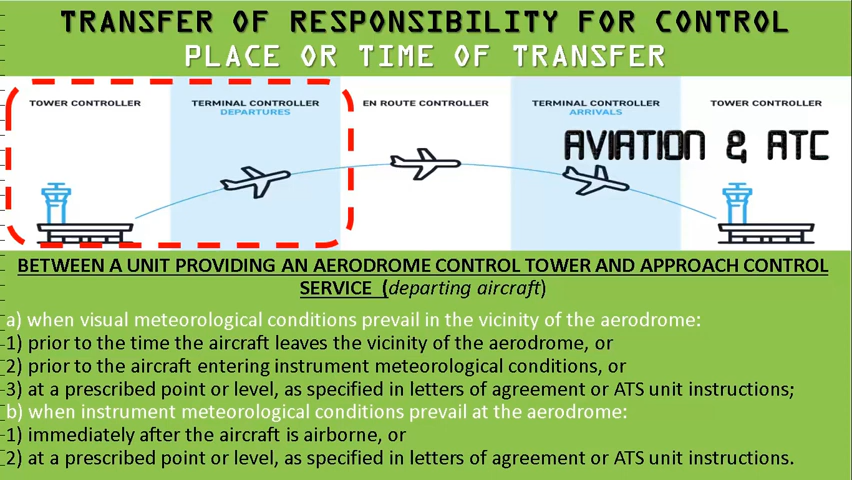 TRANSFER OF RESPONSIBILITY FOR CONTROL
PLACE OR TIME OF TRANSFER
TOWER CONTROLLER
TERMINAL CONTROLLER
DEPARTURES
EN ROUTE CONTROLLER
TERMINAL CONTROLLER
ARRIVALS
TOWER CONTROLLER
AVIATION & ATC
BETWEEN A UNIT PROVIDING AN AERODROME CONTROL TOWER AND APPROACH CONTROL
SERVICE (departing aircraft)
a) when visual meteorological conditions prevail in the vicinity of the aerodrome:
1) prior to the time the aircraft leaves the vicinity of the aerodrome, or
2) prior to the aircraft entering instrument meteorological conditions, or
3) at a prescribed point or level, as specified in letters of agreement or ATS unit instructions;
b) when instrument meteorological conditions prevail at the aerodrome:
1) immediately after the aircraft is airborne, or
2) at a prescribed point or level, as specified in letters of agreement or ATS unit instructions.